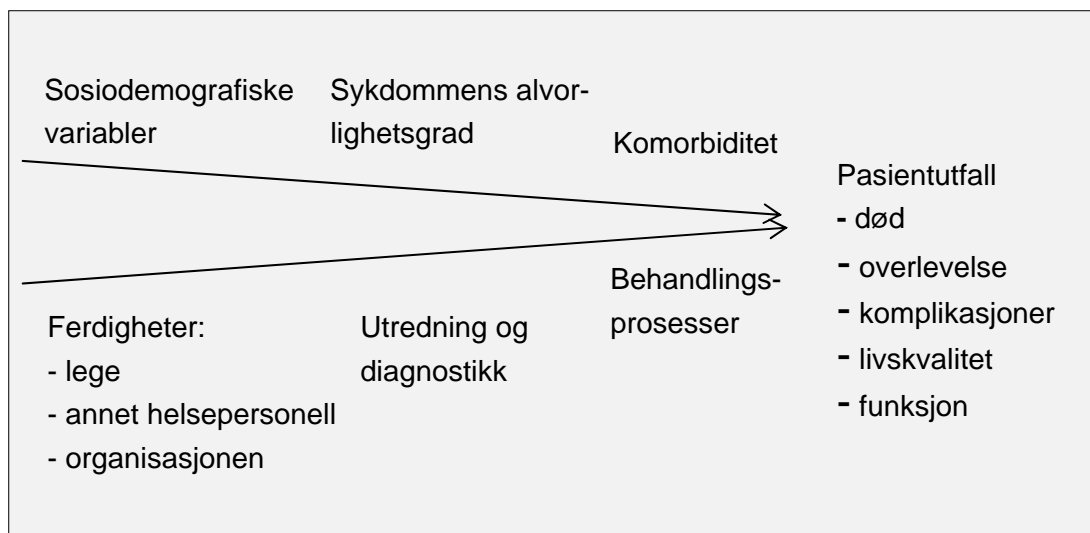 Sosiodemografiske
variabler
Sykdommens alvor-
lighetsgrad
Komorbiditet
Pasientutfall
- død
- overlevelse
- komplikasjoner
- livskvalitet
- funksjon
Ferdigheter:
- lege
- annet helsepersonell
- organisasjonen
Utredning og
diagnostikk
Behandlings-
prosesser